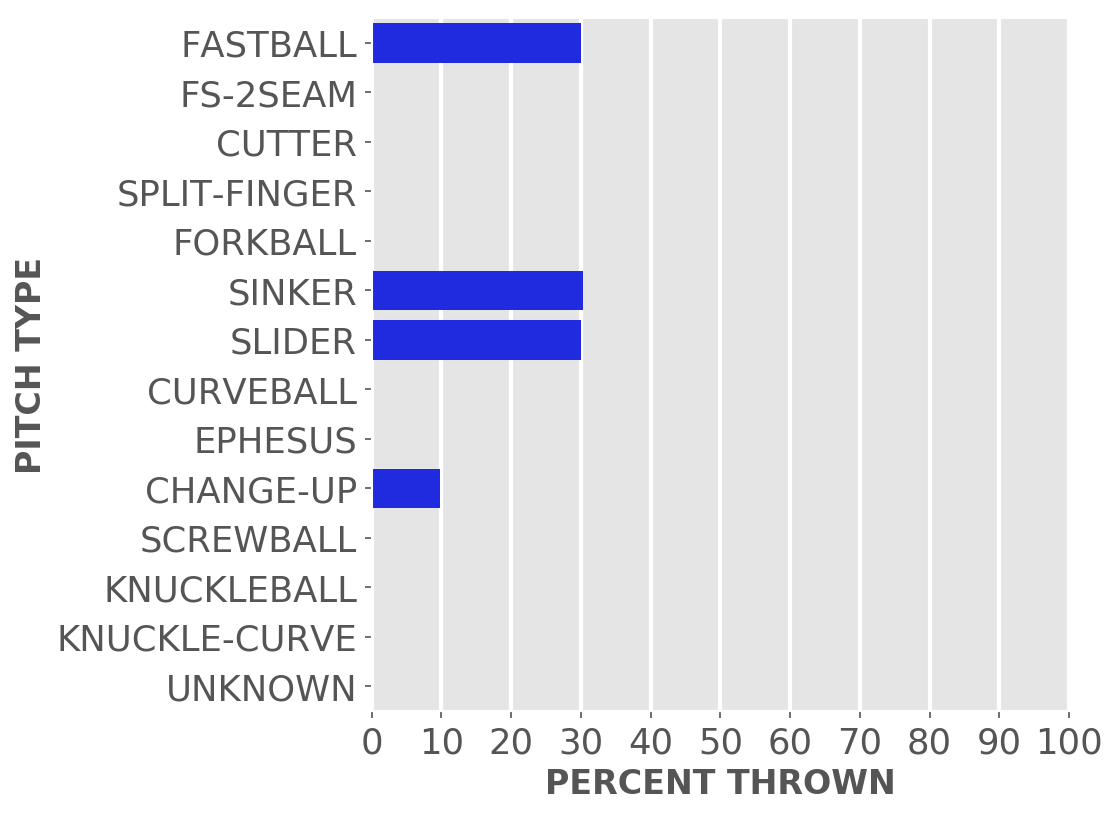 FASTBALL
FS-2SEAM
CUTTER
SPLIT-FINGER
FORKBALL
SINKER
SLIDER
CURVEBALL
EPHESUS
CHANGE-UP
SCREWBALL
KNUCKLEBALL
KNUCKLE-CURVE
UNKNOWN
PITCH TYPE
0 10 20 30 40 50 60 70 80 90 100
PERCENT THROWN